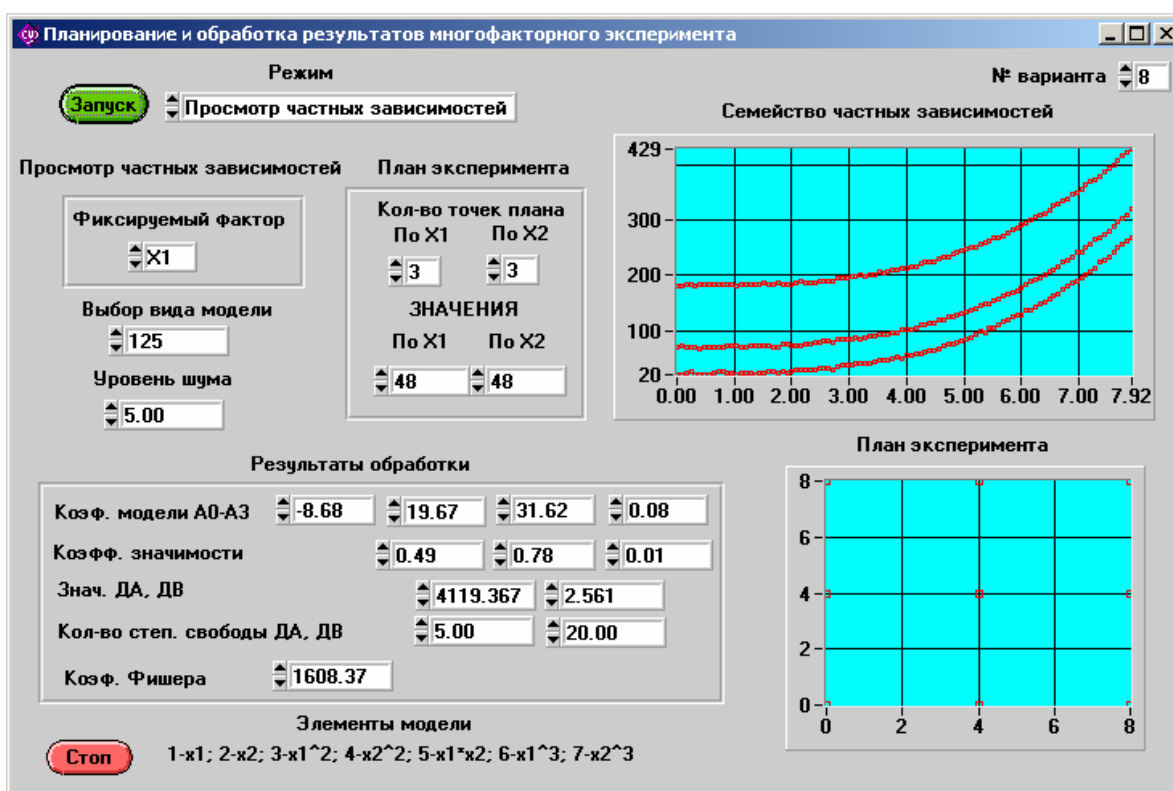 Планирование и обработка результатов многофакторного эксперимента
Режим
Запуск
Просмотр частных зависимостей
№ варианта 8
Семейство частных зависимостей
429
300
200
100
20
0.00 1.00 2.00 3.00 4.00 5.00 6.00 7.00 7.92
Просмотр частных зависимостей
Фиксируемый фактор
X1
Выбор вида модели
125
Уровень шума
5.00
План эксперимента
Кол-во точек плана
По X1 По X2
3 3
ЗНАЧЕНИЯ
По X1 По X2
48 48
План эксперимента
8
6
4
2
0
0 2 4 6 8
Результаты обработки
Коэф. модели А0-А3 -8.68 19.67 31.62 0.08
Коэфф. значимости 0.49 0.78 0.01
Знач. ДА, ДВ 4119.367 2.561
Кол-во степ. свободы ДА, ДВ 5.00 20.00
Коэф. Фишера 1608.37
Элементы модели
Стоп
1-x1; 2-x2; 3-x1^2; 4-x2^2; 5-x1*x2; 6-x1^3; 7-x2^3